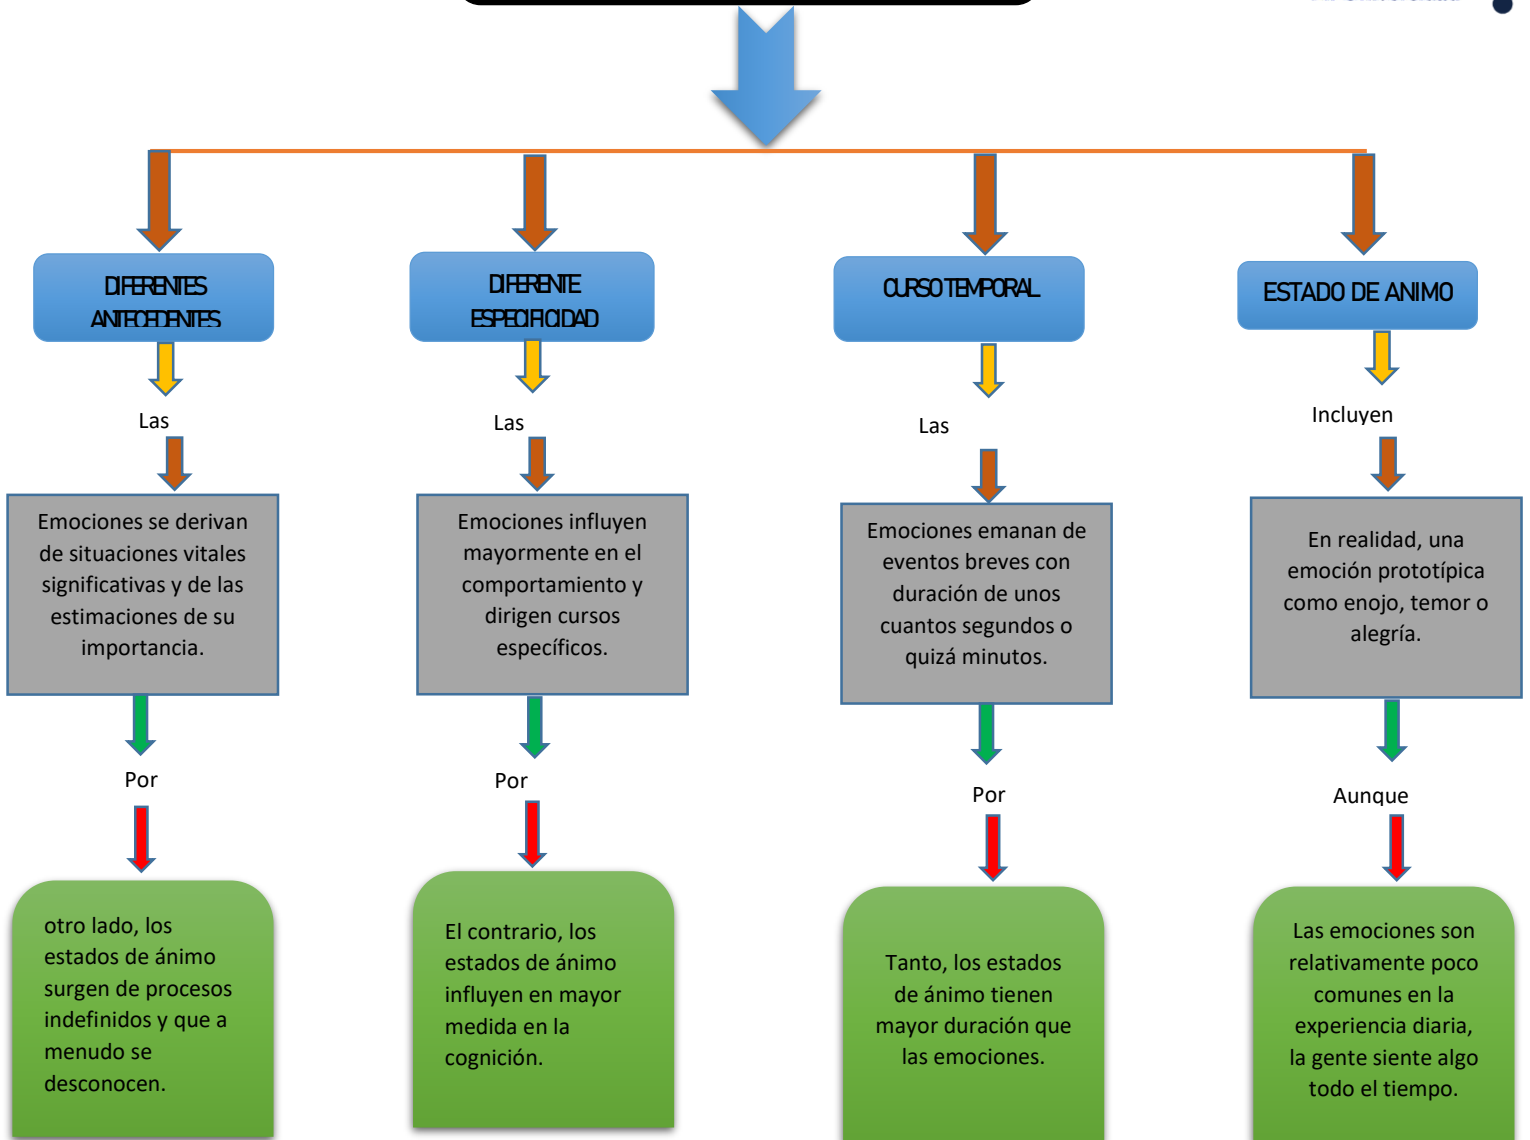 DIFERENTES
ANTECEDENTES
Las
Emociones se derivan
de situaciones vitales
significativas y de las
estimaciones de su
importancia.
Por
otro lado, los
estados de ánimo
surgen de procesos
indefinidos y que a
menudo se
desconocen.
DIFERENTE
ESPECIFICIDAD
Las
Emociones influyen
mayormente en el
comportamiento y
dirigen cursos
específicos.
Por
El contrario, los
estados de ánimo
influyen en mayor
medida en la
cognición.
CURSO TEMPORAL
Las
Emociones emanan de
eventos breves con
duración de unos
cuantos segundos o
quizá minutos.
Por
Tanto, los estados
de ánimo tienen
mayor duración que
las emociones.
ESTADO DE ANIMO
Incluyen
En realidad, una
emoción prototípica
como enojo, temor o
alegría.
Aunque
Las emociones son
relativamente poco
comunes en la
experiencia diaria,
la gente siente algo
todo el tiempo.